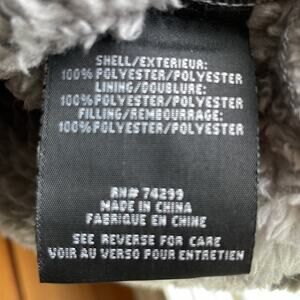 SHELL/EXTERIEUR:
100% POLYESTER/POLYESTER
LINING/DOUBLURE:
100% POLYESTER/POLYESTER
FILLING/REMBOURRAGE:
100% POLYESTER/POLYESTER
RN# 74299
MADE IN CHINA
FABRIQUE EN CHINE
SEE REVERSE FOR CARE
VOIR AU VERSO POUR ENTRETIEN